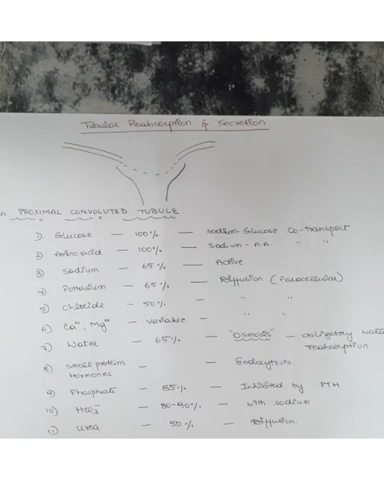 Tubular Reabsorption & Secretion
PROXIMAL CONVOLUTED TUBULE
1) Glucose — 100% — sodium-Glucose Co-transport
2) Amino acid — 100% — Sodium-A.A " "
3) Sodium — 65% — Active
4) Potassium — 65% — Diffusion (Paracellular)
5) Chloride — 50% — " "
6) Ca⁺⁺, Mg⁺⁺ — variable — " "
7) Water — 65% — "Osmosis" — obligatory water
reabsorption.
8) Small proteins — — Endocytosis.
Hormones
9) Phosphate — 85% — Inhibited by PTH
10) HCO₃⁻ — 80-90% — with sodium
11) Urea — 50% — Diffusion.